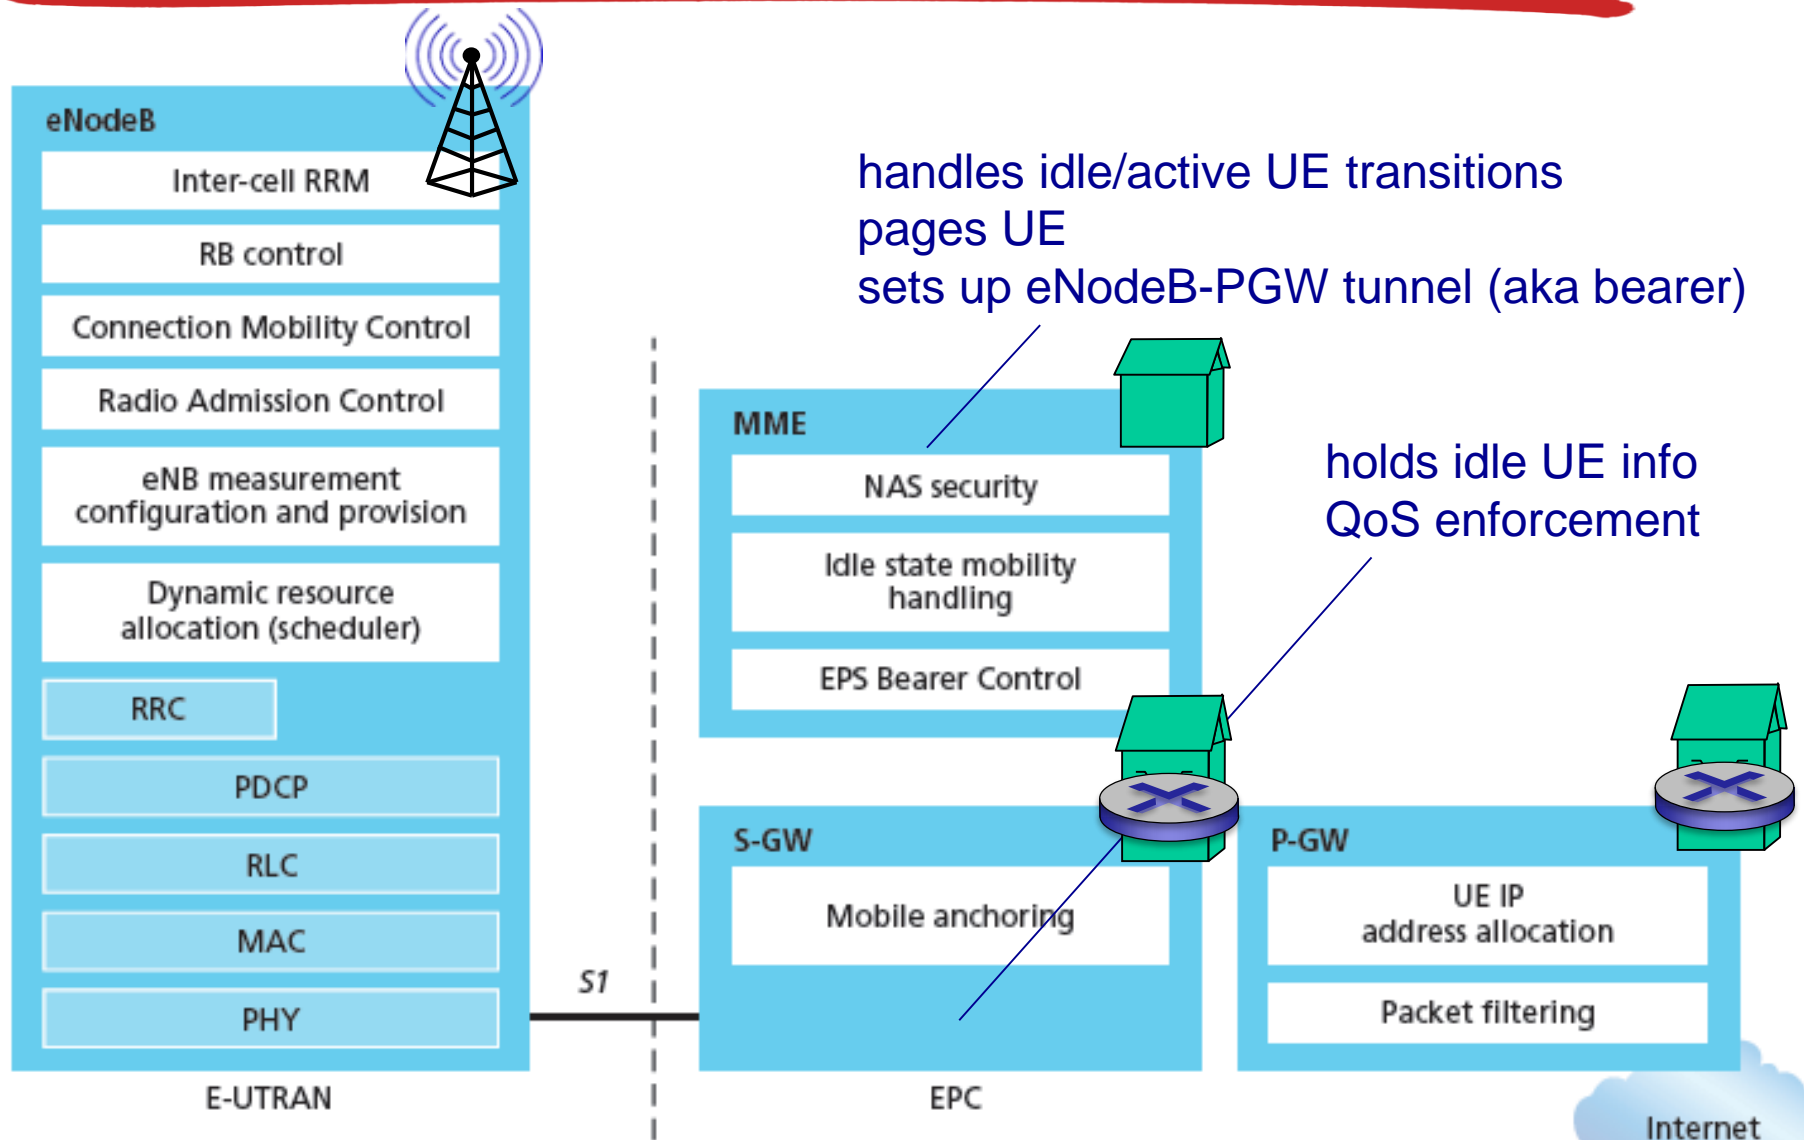 eNodeB
Inter-cell RRM
RB control
Connection Mobility Control
Radio Admission Control
eNB measurement
configuration and provision
Dynamic resource
allocation (scheduler)
RRC
PDCP
RLC
MAC
PHY
E-UTRAN
S1
handles idle/active UE transitions
pages UE
sets up eNodeB-PGW tunnel (aka bearer)
MME
NAS security
Idle state mobility
handling
EPS Bearer Control
holds idle UE info
QoS enforcement
S-GW
Mobile anchoring
EPC
P-GW
UE IP
address allocation
Packet filtering
Internet